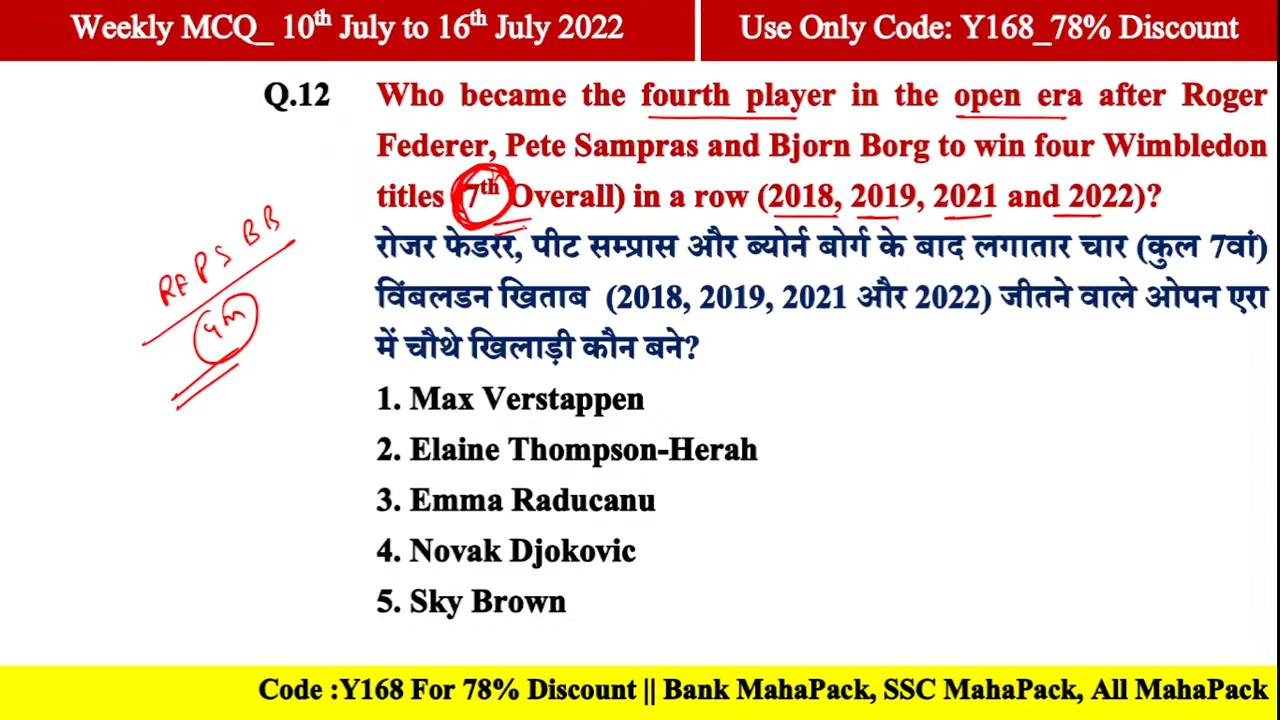 Weekly MCQ_ 10th July to 16th July 2022
Use Only Code: Y168_78% Discount
Q.12 Who became the fourth player in the open era after Roger
Federer, Pete Sampras and Bjorn Borg to win four Wimbledon
titles 7th Overall) in a row (2018, 2019, 2021 and 2022)?
रोजर फेडरर, पीट सम्प्रास और ब्योर्न बोर्ग के बाद लगातार चार (कुल 7वां)
विंबलडन खिताब (2018, 2019, 2021 और 2022) जीतने वाले ओपन एरा
में चौथे खिलाड़ी कौन बने?
RF PS BB
1. Max Verstappen
2. Elaine Thompson-Herah
3. Emma Raducanu
4. Novak Djokovic
5. Sky Brown
Code :Y168 For 78% Discount || Bank MahaPack, SSC MahaPack, All MahaPack